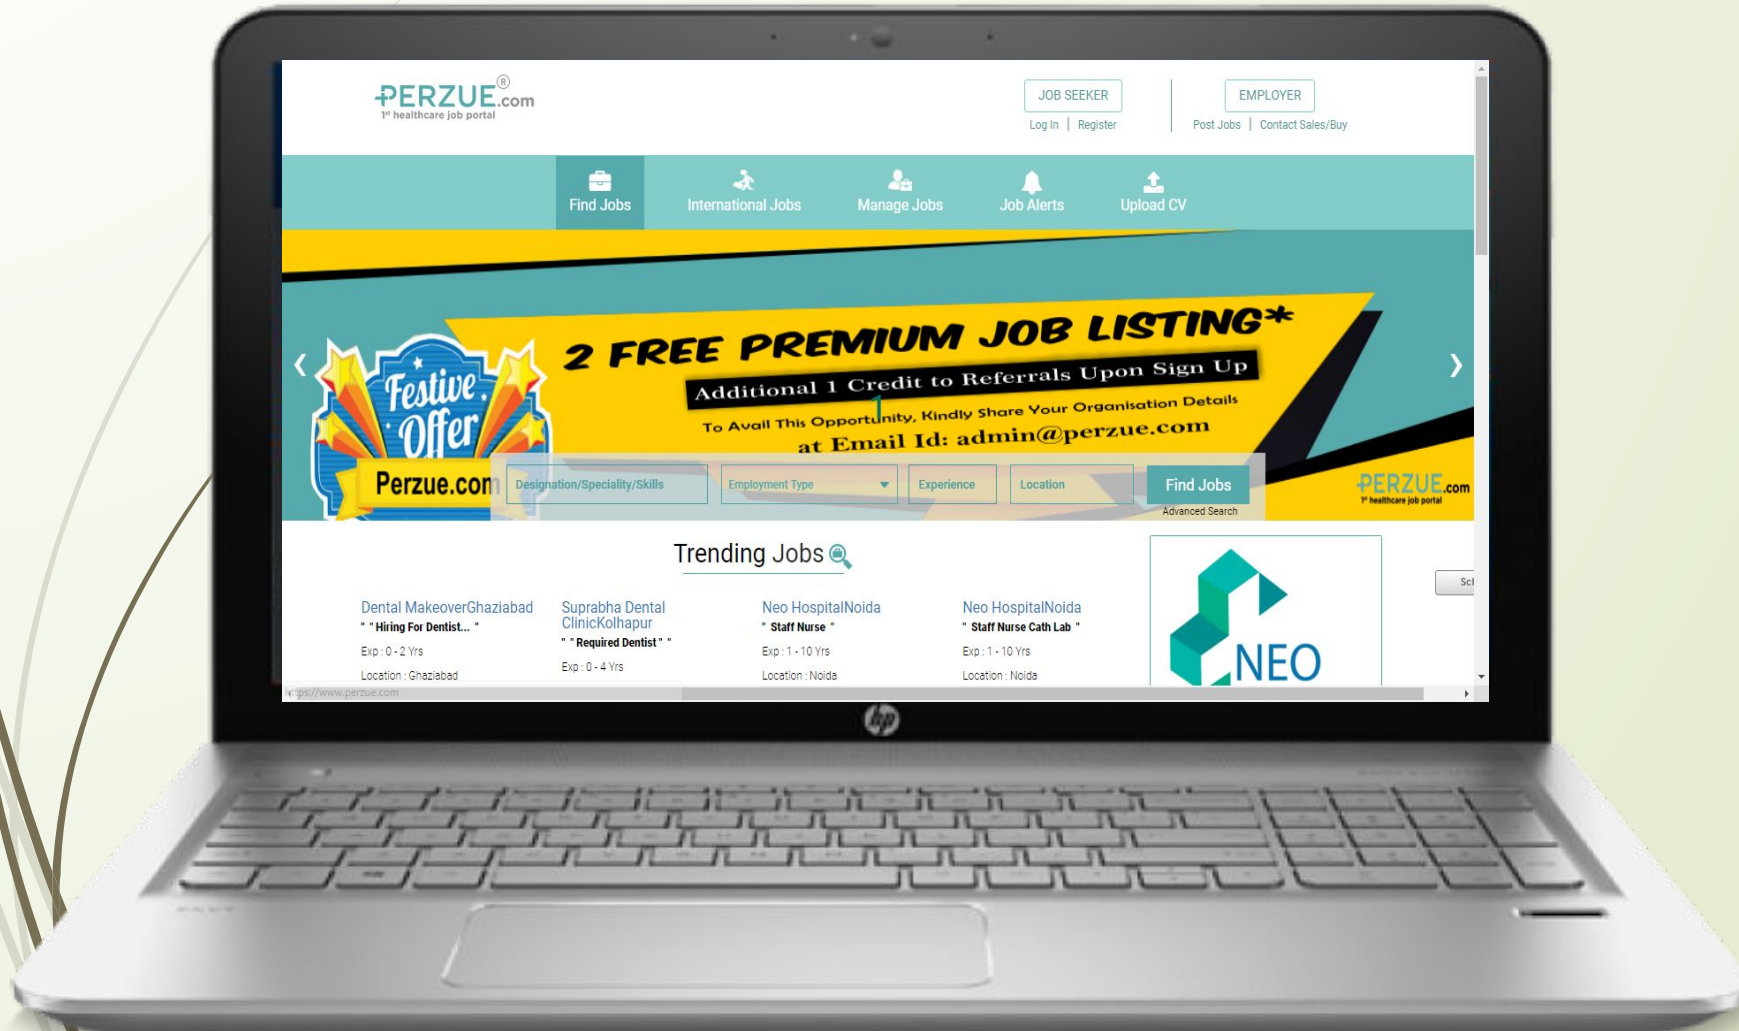 PERZUE.com®
1st healthcare job portal
JOB SEEKER
Log In | Register
EMPLOYER
Post Jobs | Contact Sales/Buy
Find Jobs
International Jobs
Manage Jobs
Job Alerts
Upload CV
2 FREE PREMIUM JOB LISTING*
Additional 1 Credit to Referrals Upon Sign Up
To Avail This Opportunity, Kindly Share Your Organisation Details
at Email Id: admin@perzue.com
1
Festive
Offer
Perzue.com
Designation/Speciality/Skills
Employment Type
Experience
Location
Find Jobs
Advanced Search
PERZUE.com
1st healthcare job portal
Trending Jobs
Dental MakeoverGhaziabad
" "Hiring For Dentist... "
Exp : 0 - 2 Yrs
Location : Ghaziabad
Suprabha Dental
ClinicKolhapur
" "Required Dentist" "
Exp : 0 - 4 Yrs
Neo HospitalNoida
" Staff Nurse "
Exp : 1 - 10 Yrs
Location : Noida
Neo HospitalNoida
" Staff Nurse Cath Lab "
Exp : 1 - 10 Yrs
Location : Noida
NEO
Sch
https://www.perzue.com
hp
ENVY